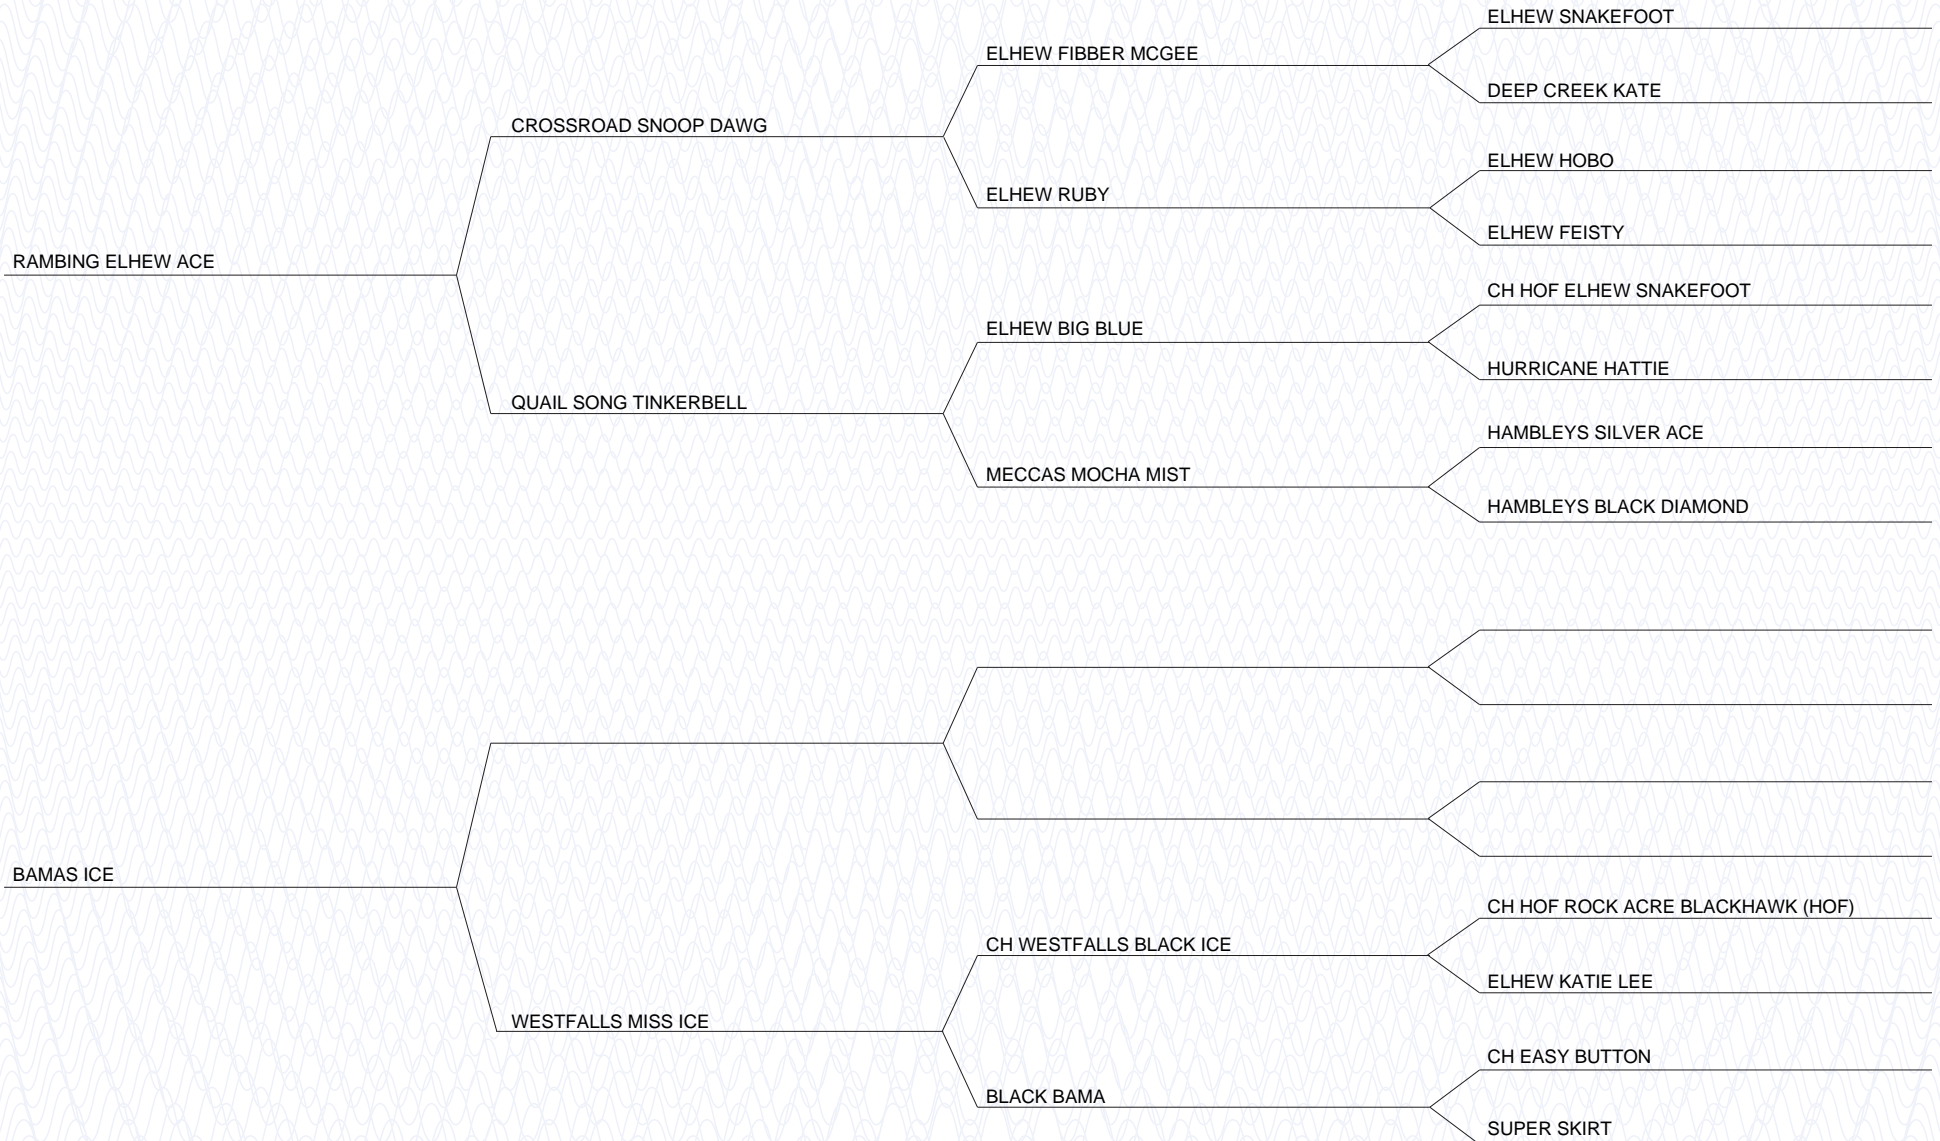 ELHEW SNAKEFOOT
ELHEW FIBBER MCGEE
DEEP CREEK KATE
CROSSROAD SNOOP DAWG
ELHEW HOBO
ELHEW RUBY
ELHEW FEISTY
RAMBING ELHEW ACE
CH HOF ELHEW SNAKEFOOT
ELHEW BIG BLUE
HURRICANE HATTIE
QUAIL SONG TINKERBELL
HAMBLEYS SILVER ACE
MECCAS MOCHA MIST
HAMBLEYS BLACK DIAMOND
BAMAS ICE
CH HOF ROCK ACRE BLACKHAWK (HOF)
CH WESTFALLS BLACK ICE
ELHEW KATIE LEE
WESTFALLS MISS ICE
CH EASY BUTTON
BLACK BAMA
SUPER SKIRT